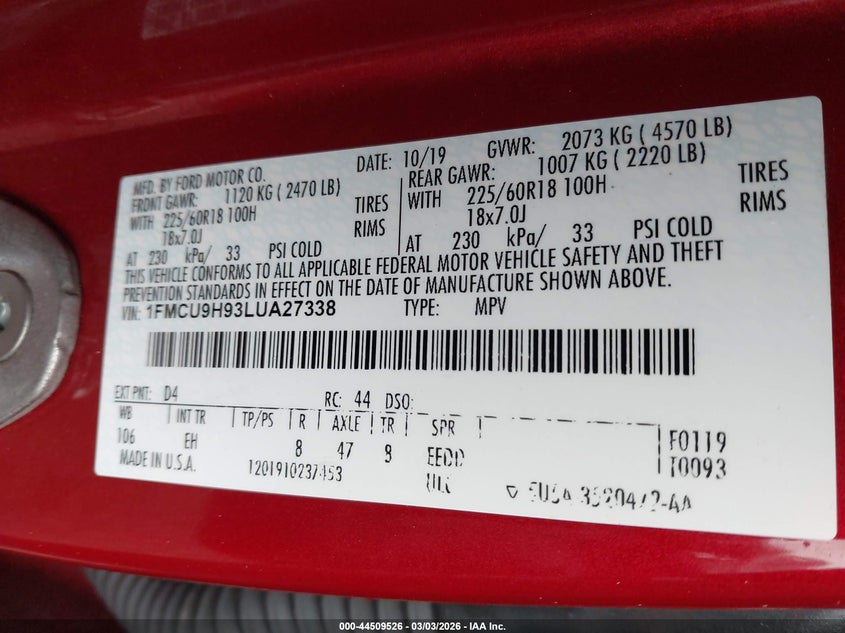 MFD. BY FORD MOTOR CO. DATE: 10/19 GVWR: 2073 KG ( 4570 LB)
FRONT GAWR: 1120 KG ( 2470 LB) REAR GAWR: 1007 KG ( 2220 LB)
WITH 225/60R18 100H TIRES WITH 225/60R18 100H TIRES
18x7.0J RIMS 18x7.0J RIMS
AT 230 kPa/ 33 PSI COLD AT 230 kPa/ 33 PSI COLD
THIS VEHICLE CONFORMS TO ALL APPLICABLE FEDERAL MOTOR VEHICLE SAFETY AND THEFT
PREVENTION STANDARDS IN EFFECT ON THE DATE OF MANUFACTURE SHOWN ABOVE.
VIN: 1FMCU9H93LUA27338 TYPE: MPV
EXT PNT: D4 RC: 44 DSO:
WB INT TR TP/PS R AXLE TR SPR
106 EH 8 47 8 EEDD
F0119
T0093
MADE IN U.S.A. 1201910237453
000-44509526 - 03/03/2026 - IAA Inc.